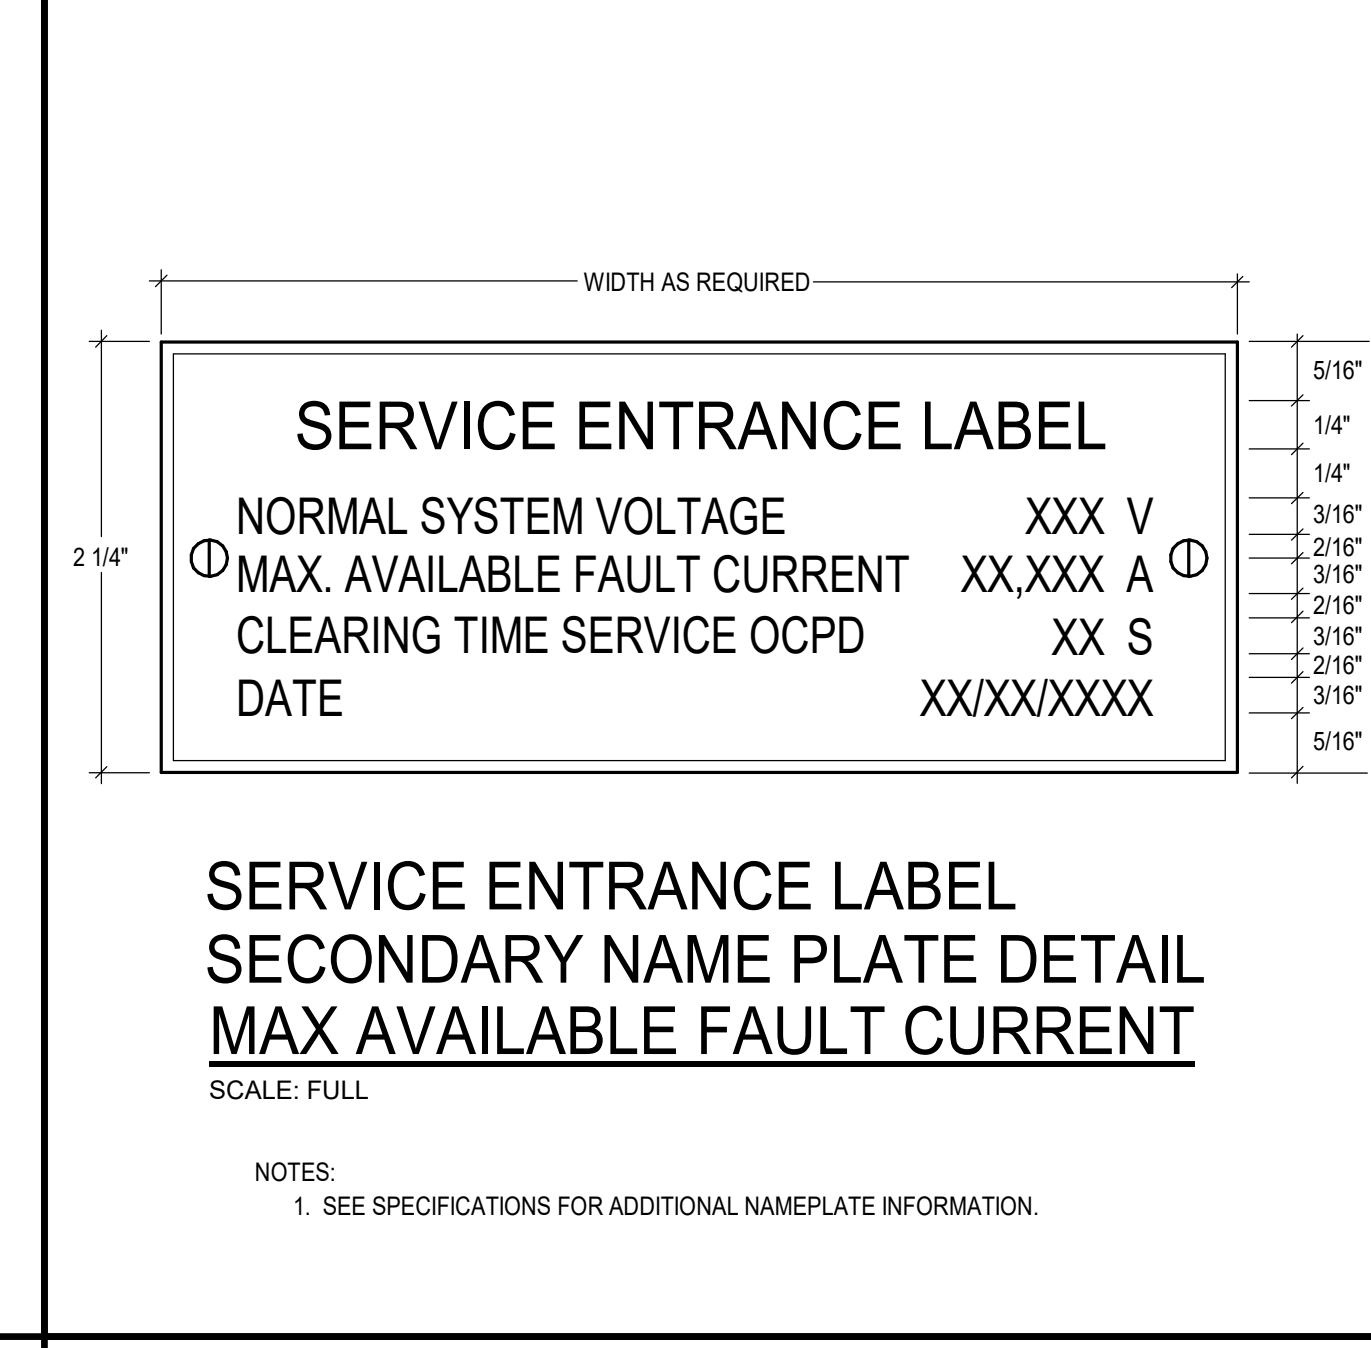 WIDTH AS REQUIRED
2 1/4"
SERVICE ENTRANCE LABEL
NORMAL SYSTEM VOLTAGE XXX V
MAX. AVAILABLE FAULT CURRENT XX,XXX A
CLEARING TIME SERVICE OCPD XX S
DATE XX/XX/XXXX
5/16"
1/4"
1/4"
3/16"
2/16"
3/16"
2/16"
3/16"
2/16"
3/16"
5/16"
SERVICE ENTRANCE LABEL
SECONDARY NAME PLATE DETAIL
MAX AVAILABLE FAULT CURRENT
SCALE: FULL
NOTES:
1. SEE SPECIFICATIONS FOR ADDITIONAL NAMEPLATE INFORMATION.